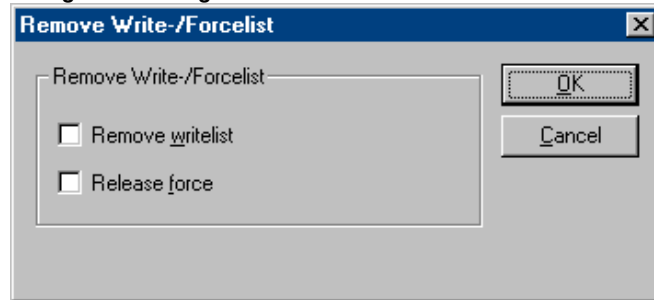 Remove Write-/Forcelist
Remove Write-/Forcelist
OK
Remove writelist
Cancel
Release force